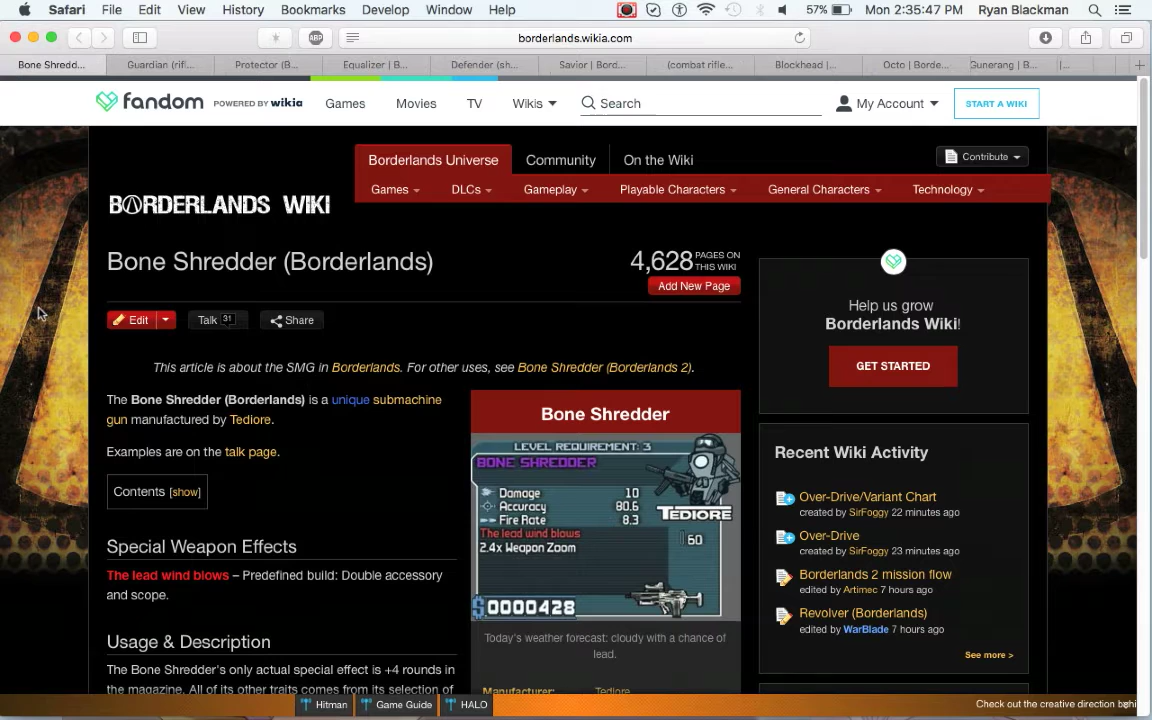 Safari File Edit View History Bookmarks Develop Window Help 57% Mon 2:35:47 PM Ryan Blackman
ABP borderlands.wikia.com
Bone Shredd... Guardian (rifl... Protector (B... Equalizer | B... Defender (sh... Savior | Bord... (combat rifle... Blockhead |... Octo | Borde... Gunerang | B... |...
fandom POWERED BY wikia Games Movies TV Wikis Search My Account START A WIKI
Borderlands Universe Community On the Wiki Contribute
Games DLCs Gameplay Playable Characters General Characters Technology
BORDERLANDS WIKI
Bone Shredder (Borderlands)
4,628 PAGES ON THIS WIKI
Add New Page
Edit Talk 31 Share
This article is about the SMG in Borderlands. For other uses, see Bone Shredder (Borderlands 2).
The Bone Shredder (Borderlands) is a unique submachine
gun manufactured by Tediore.
Examples are on the talk page.
Contents [show]
Special Weapon Effects
The lead wind blows – Predefined build: Double accessory
and scope.
Usage & Description
The Bone Shredder's only actual special effect is +4 rounds in
the magazine. All of its other traits comes from its selection of
Bone Shredder
LEVEL REQUIREMENT: 3
BONE SHREDDER
Damage 10
Accuracy 80.6
Fire Rate 8.3
TEDIORE
The lead wind blows
2.4x Weapon Zoom
60
$0000428
Today's weather forecast: cloudy with a chance of
lead.
Manufacturer: Tediore
Help us grow
Borderlands Wiki!
GET STARTED
Recent Wiki Activity
Over-Drive/Variant Chart
created by SirFoggy 22 minutes ago
Over-Drive
created by SirFoggy 23 minutes ago
Borderlands 2 mission flow
edited by Artimec 7 hours ago
Revolver (Borderlands)
edited by WarBlade 7 hours ago
See more >
Hitman Game Guide HALO Check out the creative direction